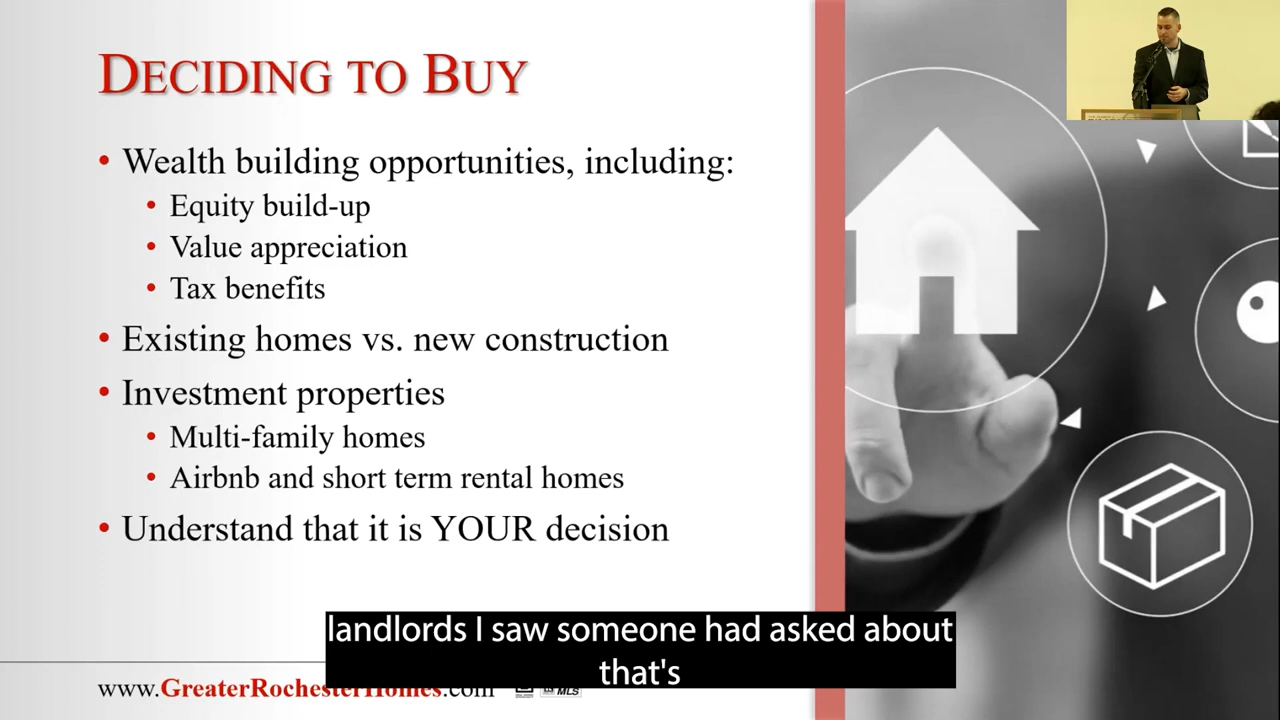 DECIDING TO BUY
• Wealth building opportunities, including:
• Equity build-up
• Value appreciation
• Tax benefits
• Existing homes vs. new construction
• Investment properties
• Multi-family homes
• Airbnb and short term rental homes
• Understand that it is YOUR decision
landlords I saw someone had asked about
that's
www.GreaterRochesterHomes.com
MLS